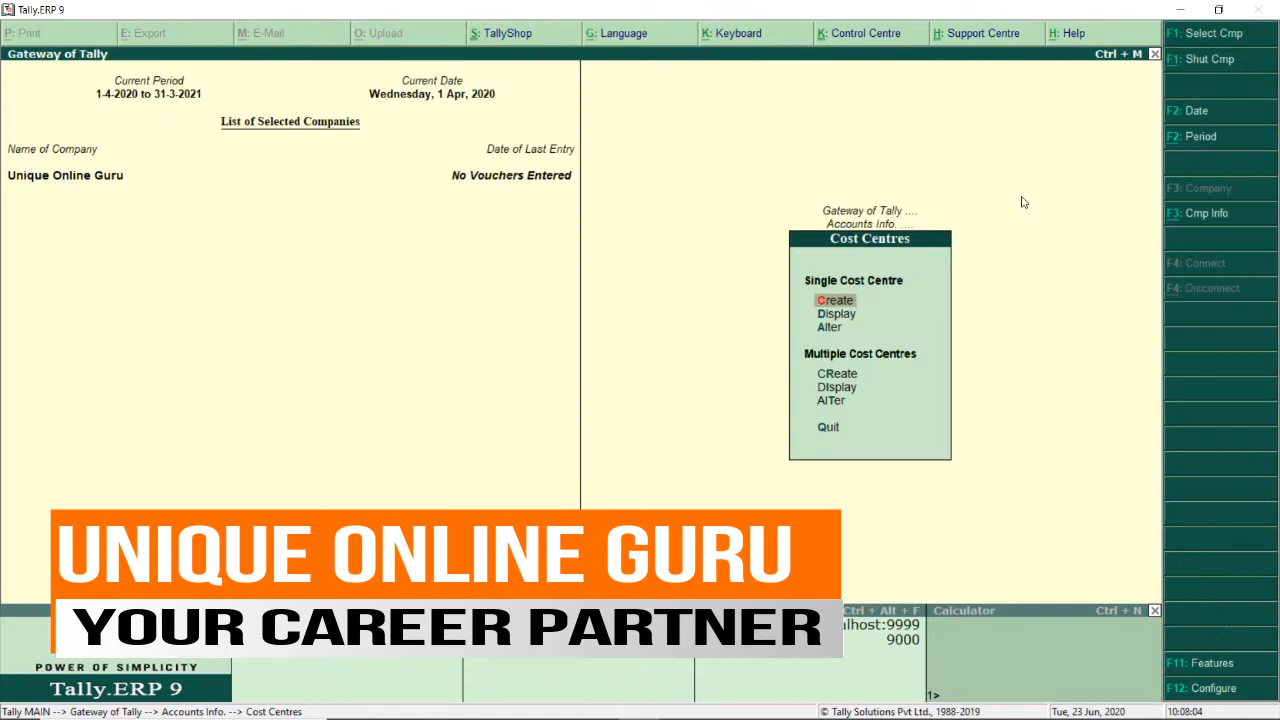 Tally.ERP 9
P: Print
E: Export
M: E-Mail
O: Upload
S: TallyShop
G: Language
K: Keyboard
K: Control Centre
H: Support Centre
H: Help
F1: Select Cmp
F1: Shut Cmp
F2: Date
F2: Period
F3: Company
F3: Cmp Info
F4: Connect
F4: Disconnect
F11: Features
F12: Configure
Gateway of Tally
Ctrl + M
Current Period
1-4-2020 to 31-3-2021
Current Date
Wednesday, 1 Apr, 2020
List of Selected Companies
Name of Company
Date of Last Entry
Unique Online Guru
No Vouchers Entered
Gateway of Tally ....
Accounts Info. ....
Cost Centres
Single Cost Centre
Create
Display
Alter
Multiple Cost Centres
CReate
DIsplay
AlTer
Quit
UNIQUE ONLINE GURU
YOUR CAREER PARTNER
Ctrl + Alt + F
alhost:9999
9000
Calculator
Ctrl + N
1>
POWER OF SIMPLICITY
Tally.ERP 9
Tally MAIN --> Gateway of Tally --> Accounts Info. --> Cost Centres
© Tally Solutions Pvt Ltd., 1988-2019
Tue, 23 Jun, 2020
10:08:04